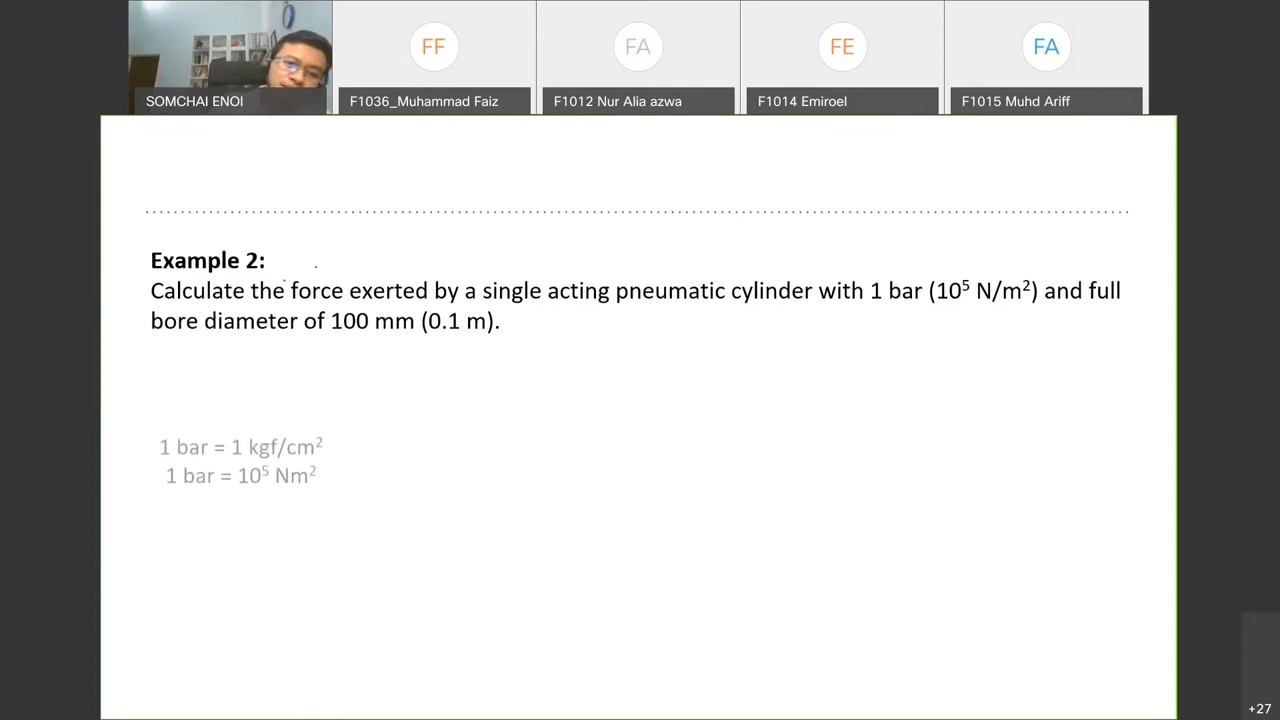 FF
FA
FE
FA
SOMCHAI ENOI
F1036_Muhammad Faiz
F1012 Nur Alia azwa
F1014 Emiroel
F1015 Muhd Ariff
Example 2:
Calculate the force exerted by a single acting pneumatic cylinder with 1 bar (10⁵ N/m²) and full
bore diameter of 100 mm (0.1 m).
1 bar = 1 kgf/cm²
1 bar = 10⁵ Nm²
+27